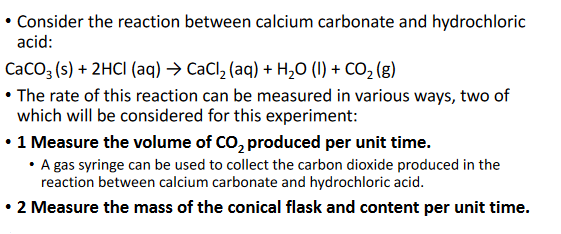 • Consider the reaction between calcium carbonate and hydrochloric
acid:
CaCO₃ (s) + 2HCl (aq) → CaCl₂ (aq) + H₂O (l) + CO₂ (g)
• The rate of this reaction can be measured in various ways, two of
which will be considered for this experiment:
• 1 Measure the volume of CO₂ produced per unit time.
• A gas syringe can be used to collect the carbon dioxide produced in the
reaction between calcium carbonate and hydrochloric acid.
• 2 Measure the mass of the conical flask and content per unit time.